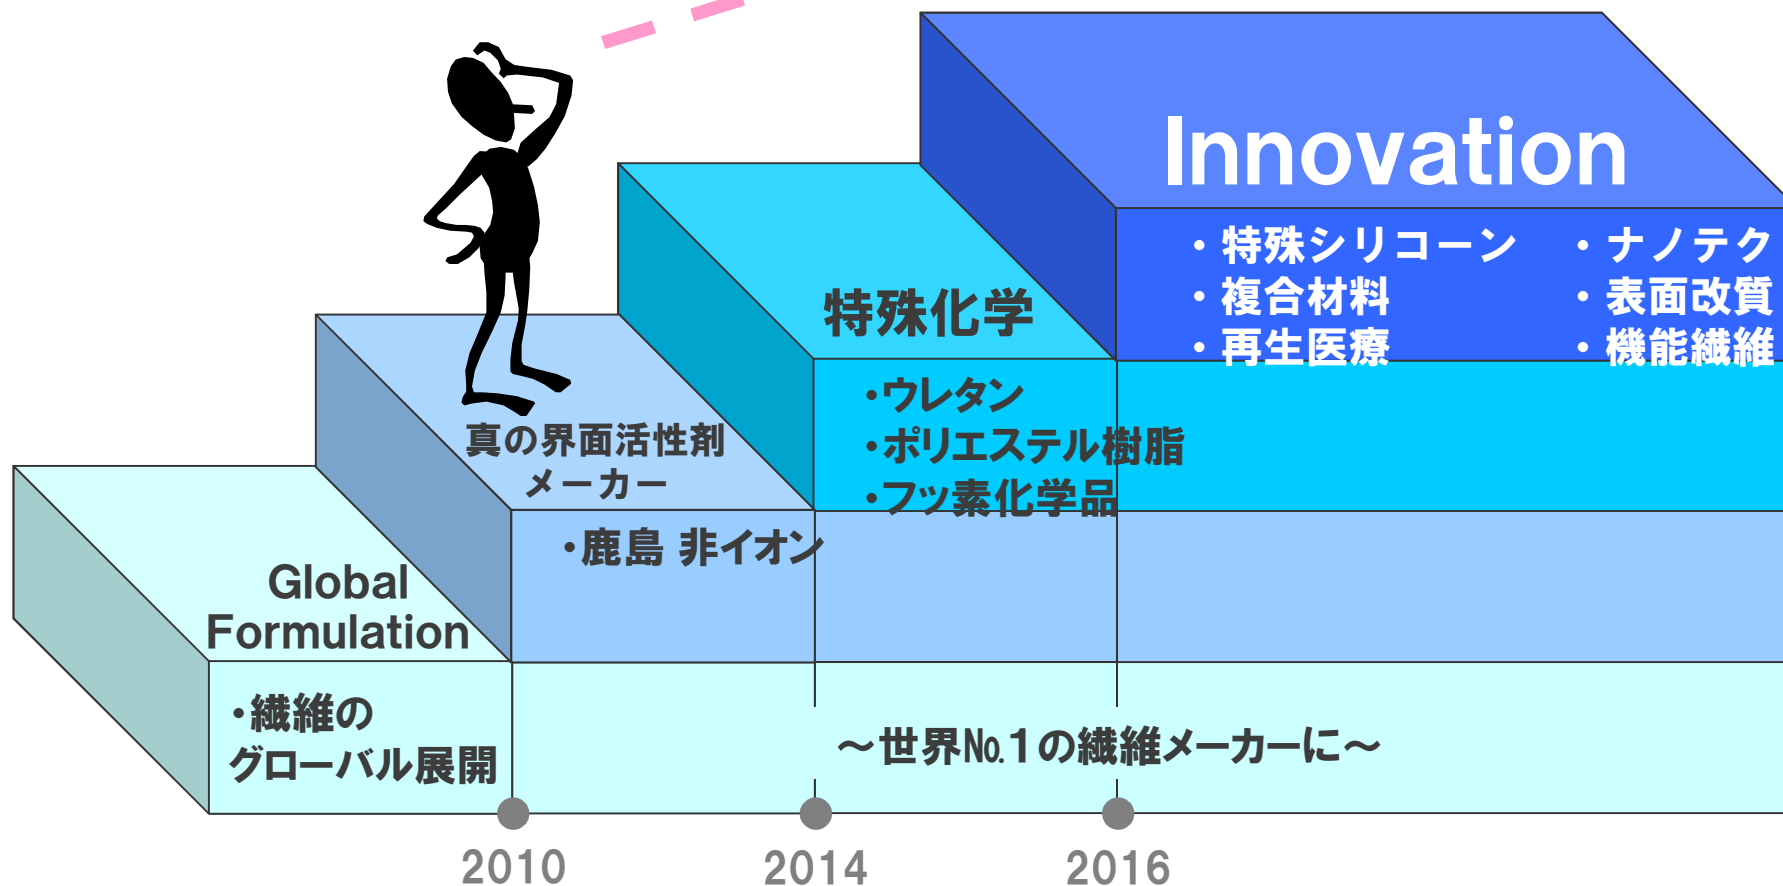 Innovation
・特殊シリコーン
・複合材料
・再生医療
・ナノテク
・表面改質
・機能繊維
特殊化学
・ウレタン
・ポリエステル樹脂
・フッ素化学品
真の界面活性剤
メーカー
・鹿島 非イオン
Global
Formulation
・繊維の
グローバル展開
～世界№1の繊維メーカーに～
2010
2014
2016